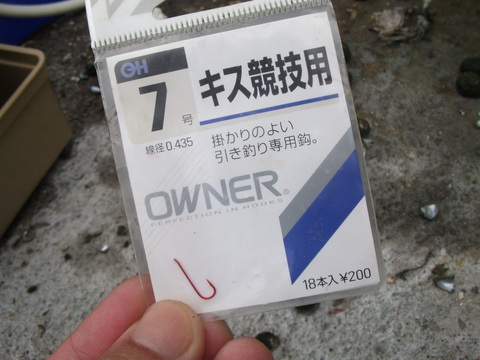 OH
7号
線径0.435
キス競技用
掛かりのよい
引き釣り専用鈎。
OWNER®
PERFECTION IN HOOKS
18本入¥200